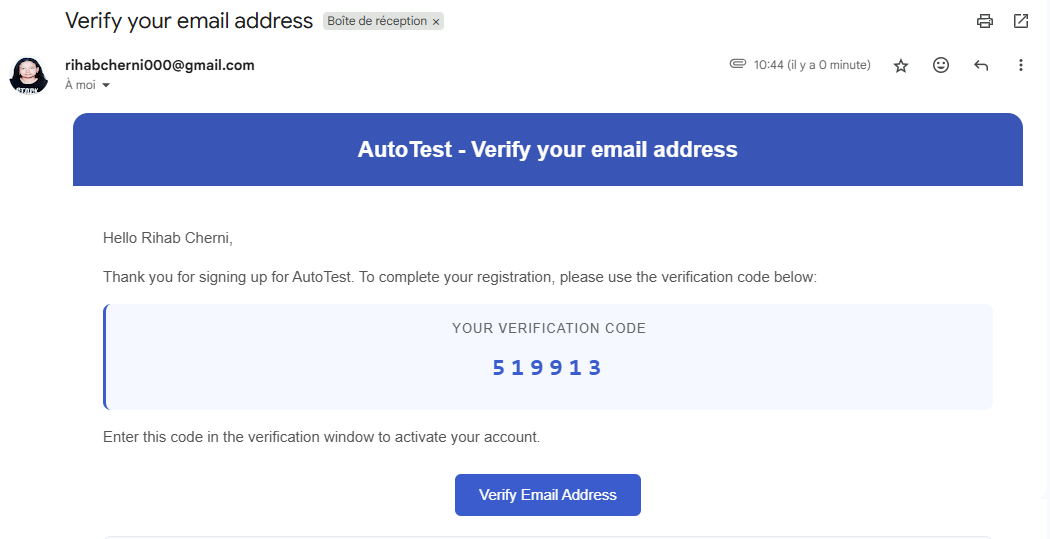 Verify your email address Boîte de réception ×
rihabcherni000@gmail.com 10:44 (il y a 0 minute)
À moi
AutoTest - Verify your email address
Hello Rihab Cherni,
Thank you for signing up for AutoTest. To complete your registration, please use the verification code below:
YOUR VERIFICATION CODE
519913
Enter this code in the verification window to activate your account.
Verify Email Address